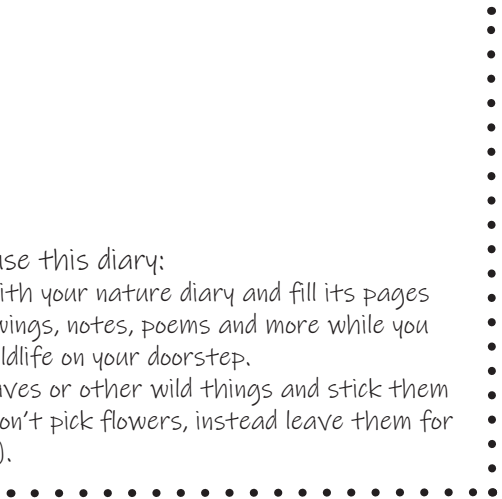 use this diary:
with your nature diary and fill its pages
wings, notes, poems and more while you
ldlife on your doorstep.
aves or other wild things and stick them
on't pick flowers, instead leave them for
).